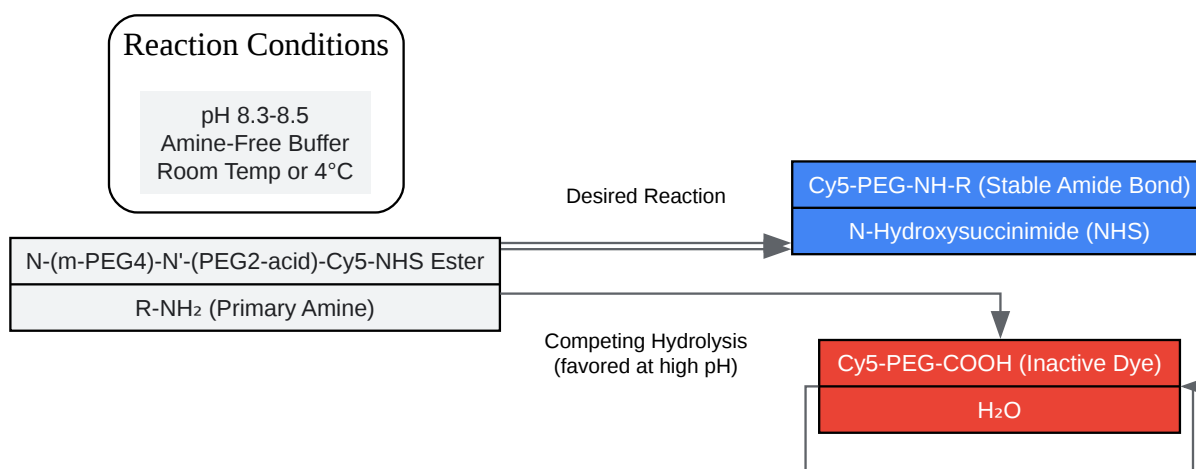 Reaction Conditions
pH 8.3-8.5
Amine-Free Buffer
Room Temp or 4°C
Desired Reaction
Cy5-PEG-NH-R (Stable Amide Bond)
N-Hydroxysuccinimide (NHS)
N-(m-PEG4)-N'-(PEG2-acid)-Cy5-NHS Ester
R-NH₂ (Primary Amine)
Competing Hydrolysis
(favored at high pH)
Cy5-PEG-COOH (Inactive Dye)
H₂O